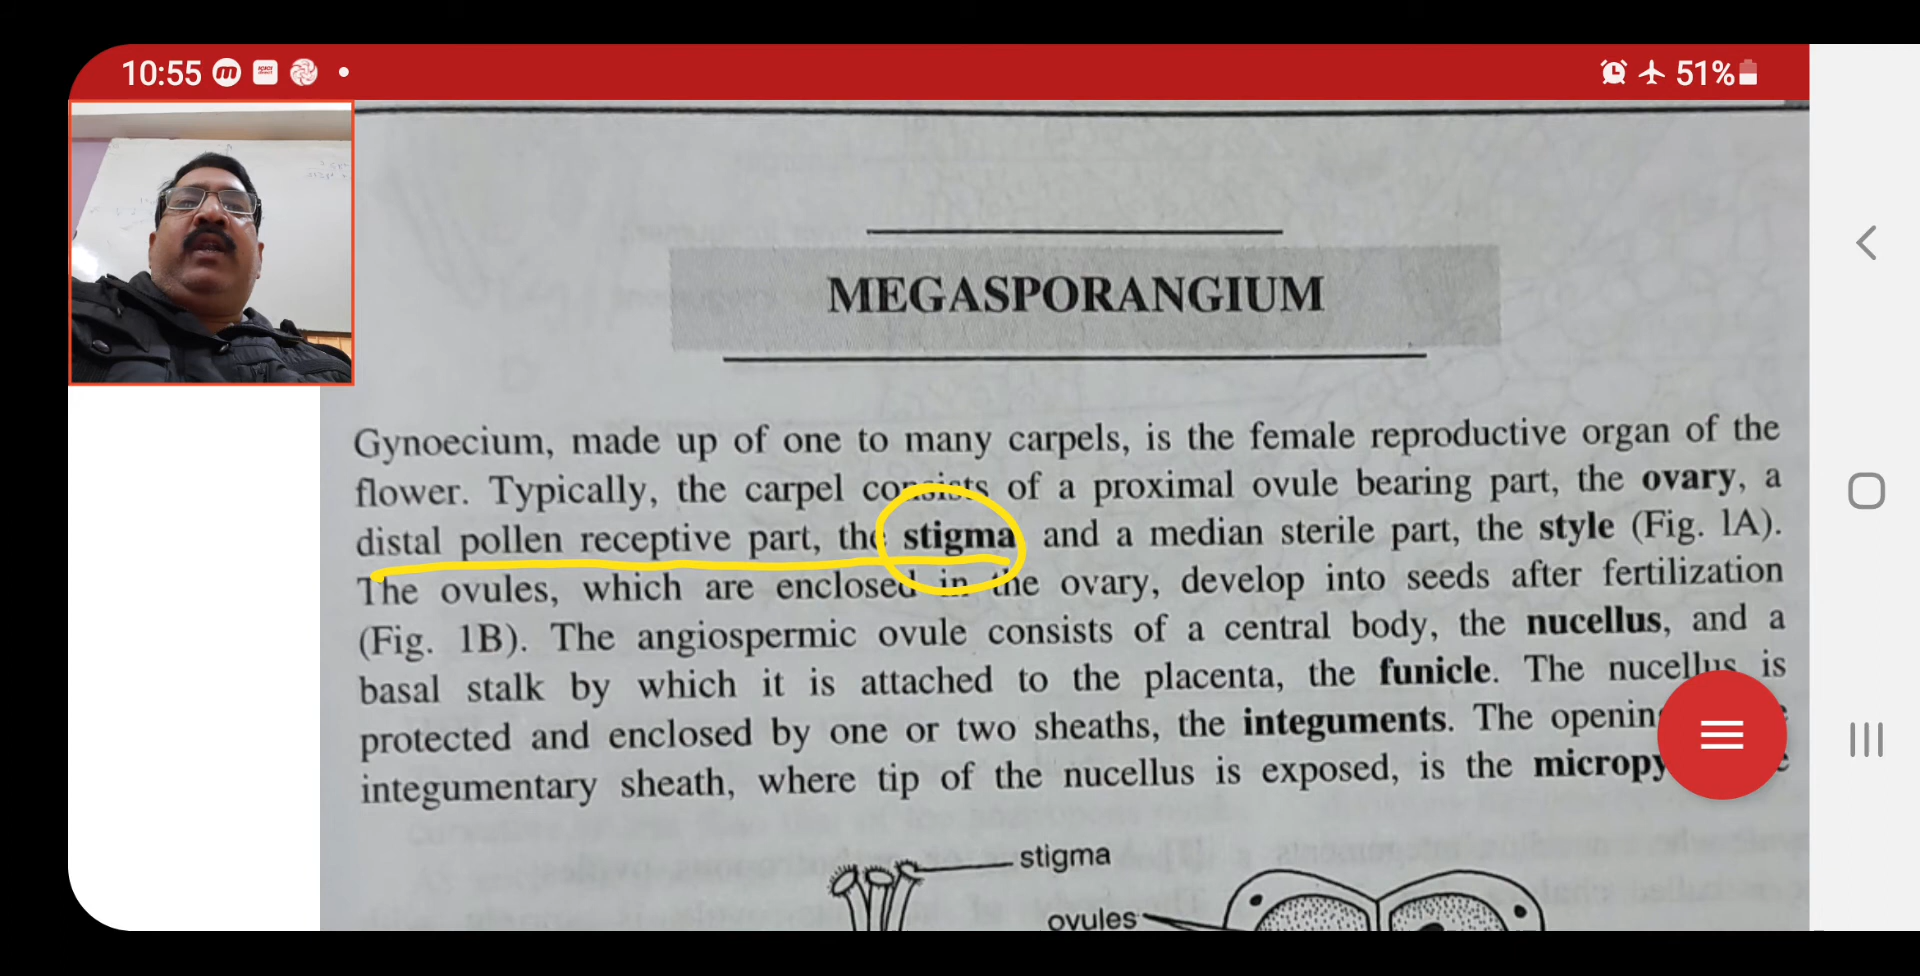 10:55
51%
MEGASPORANGIUM
Gynoecium, made up of one to many carpels, is the female reproductive organ of the
flower. Typically, the carpel consists of a proximal ovule bearing part, the ovary, a
distal pollen receptive part, the stigma and a median sterile part, the style (Fig. 1A).
The ovules, which are enclosed in the ovary, develop into seeds after fertilization
(Fig. 1B). The angiospermic ovule consists of a central body, the nucellus, and a
basal stalk by which it is attached to the placenta, the funicle. The nucellus is
protected and enclosed by one or two sheaths, the integuments. The
integumentary sheath, where tip of the nucellus is exposed, is the
stigma
ovules